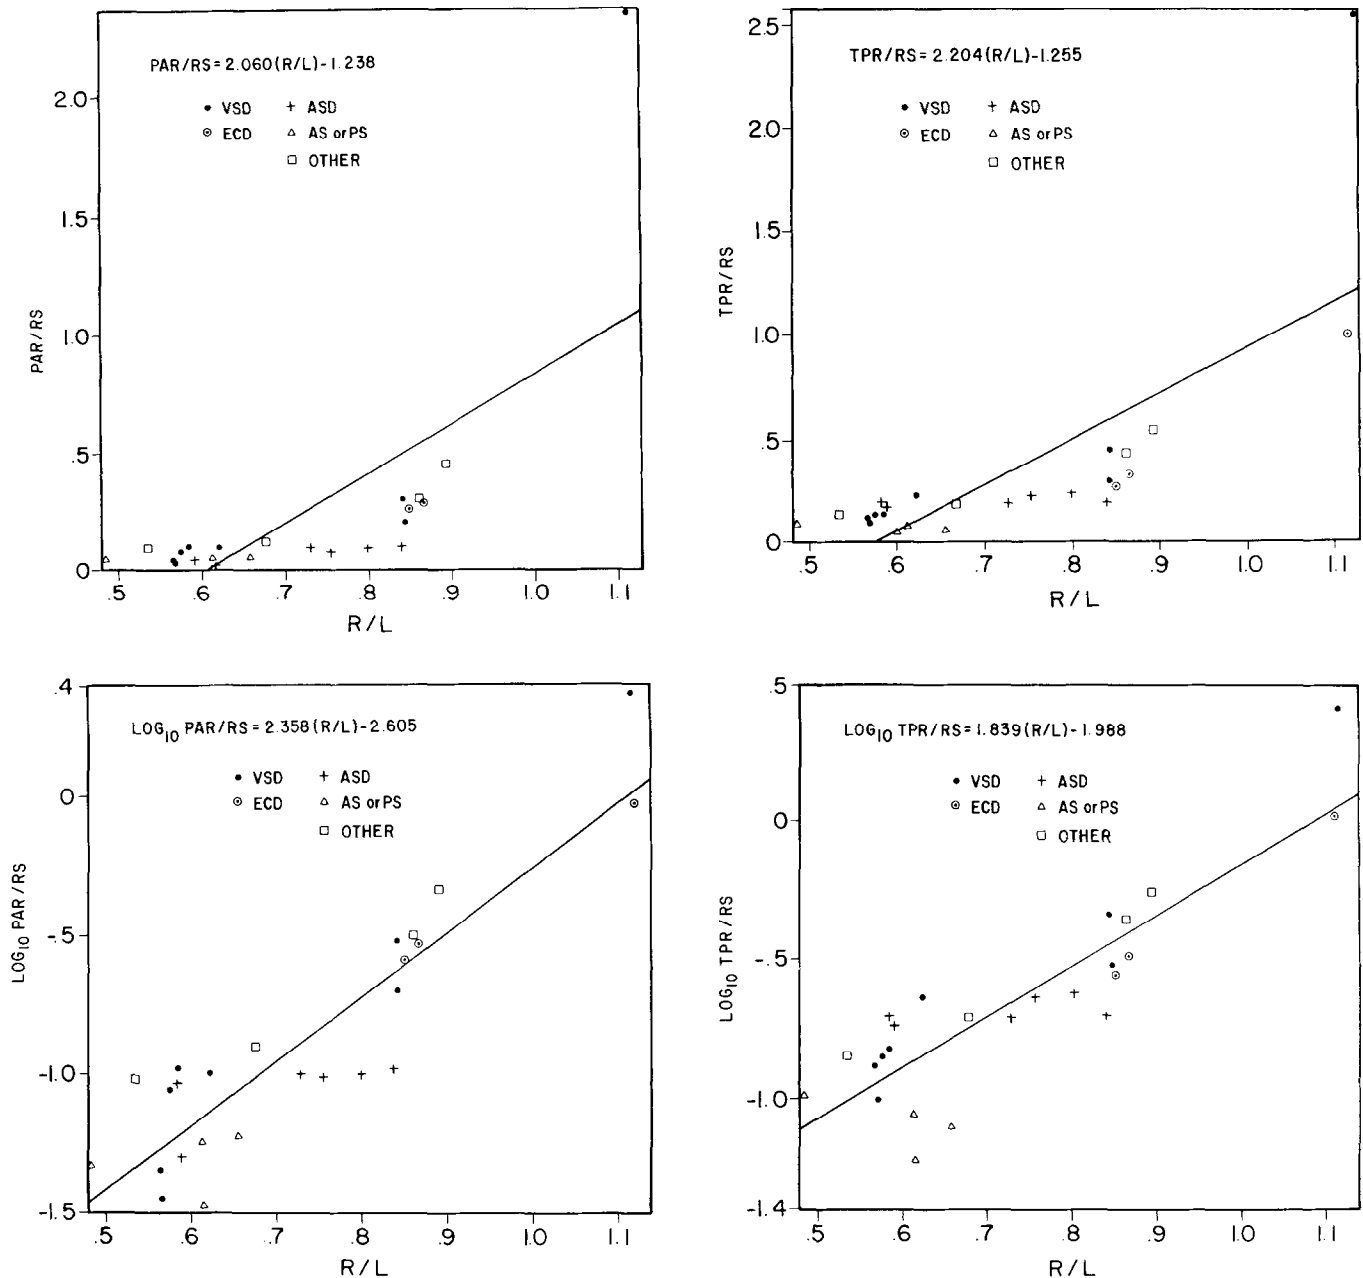 PAR/RS=2.060(R/L)-1.238
• VSD + ASD
⊙ ECD △ AS or PS
□ OTHER
2.0
1.5
1.0
.5
0
PAR/RS
.5 .6 .7 .8 .9 1.0 1.1
R/L
TPR/RS=2.204(R/L)-1.255
• VSD + ASD
⊙ ECD △ AS or PS
□ OTHER
2.5
2.0
1.5
1.0
.5
0
TPR/RS
.5 .6 .7 .8 .9 1.0 1.1
R/L
LOG10 PAR/RS=2.358(R/L)-2.605
• VSD + ASD
⊙ ECD △ AS or PS
□ OTHER
.4
0
-.5
-1.0
-1.5
LOG10 PAR/RS
.5 .6 .7 .8 .9 1.0 1.1
R/L
LOG10 TPR/RS=1.839(R/L)-1.988
• VSD + ASD
⊙ ECD △ AS or PS
□ OTHER
.5
0
-.5
-1.0
-1.4
LOG10 TPR/RS
.5 .6 .7 .8 .9 1.0 1.1
R/L